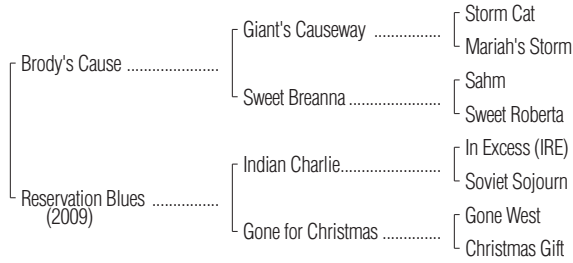 Storm Cat
Giant's Causeway ..................
Mariah's Storm
Brody's Cause .....................
Sahm
Sweet Breanna .....................
Sweet Roberta
In Excess (IRE)
Indian Charlie.......................
Soviet Sojourn
Reservation Blues ...............
(2009)
Gone West
Gone for Christmas .............
Christmas Gift